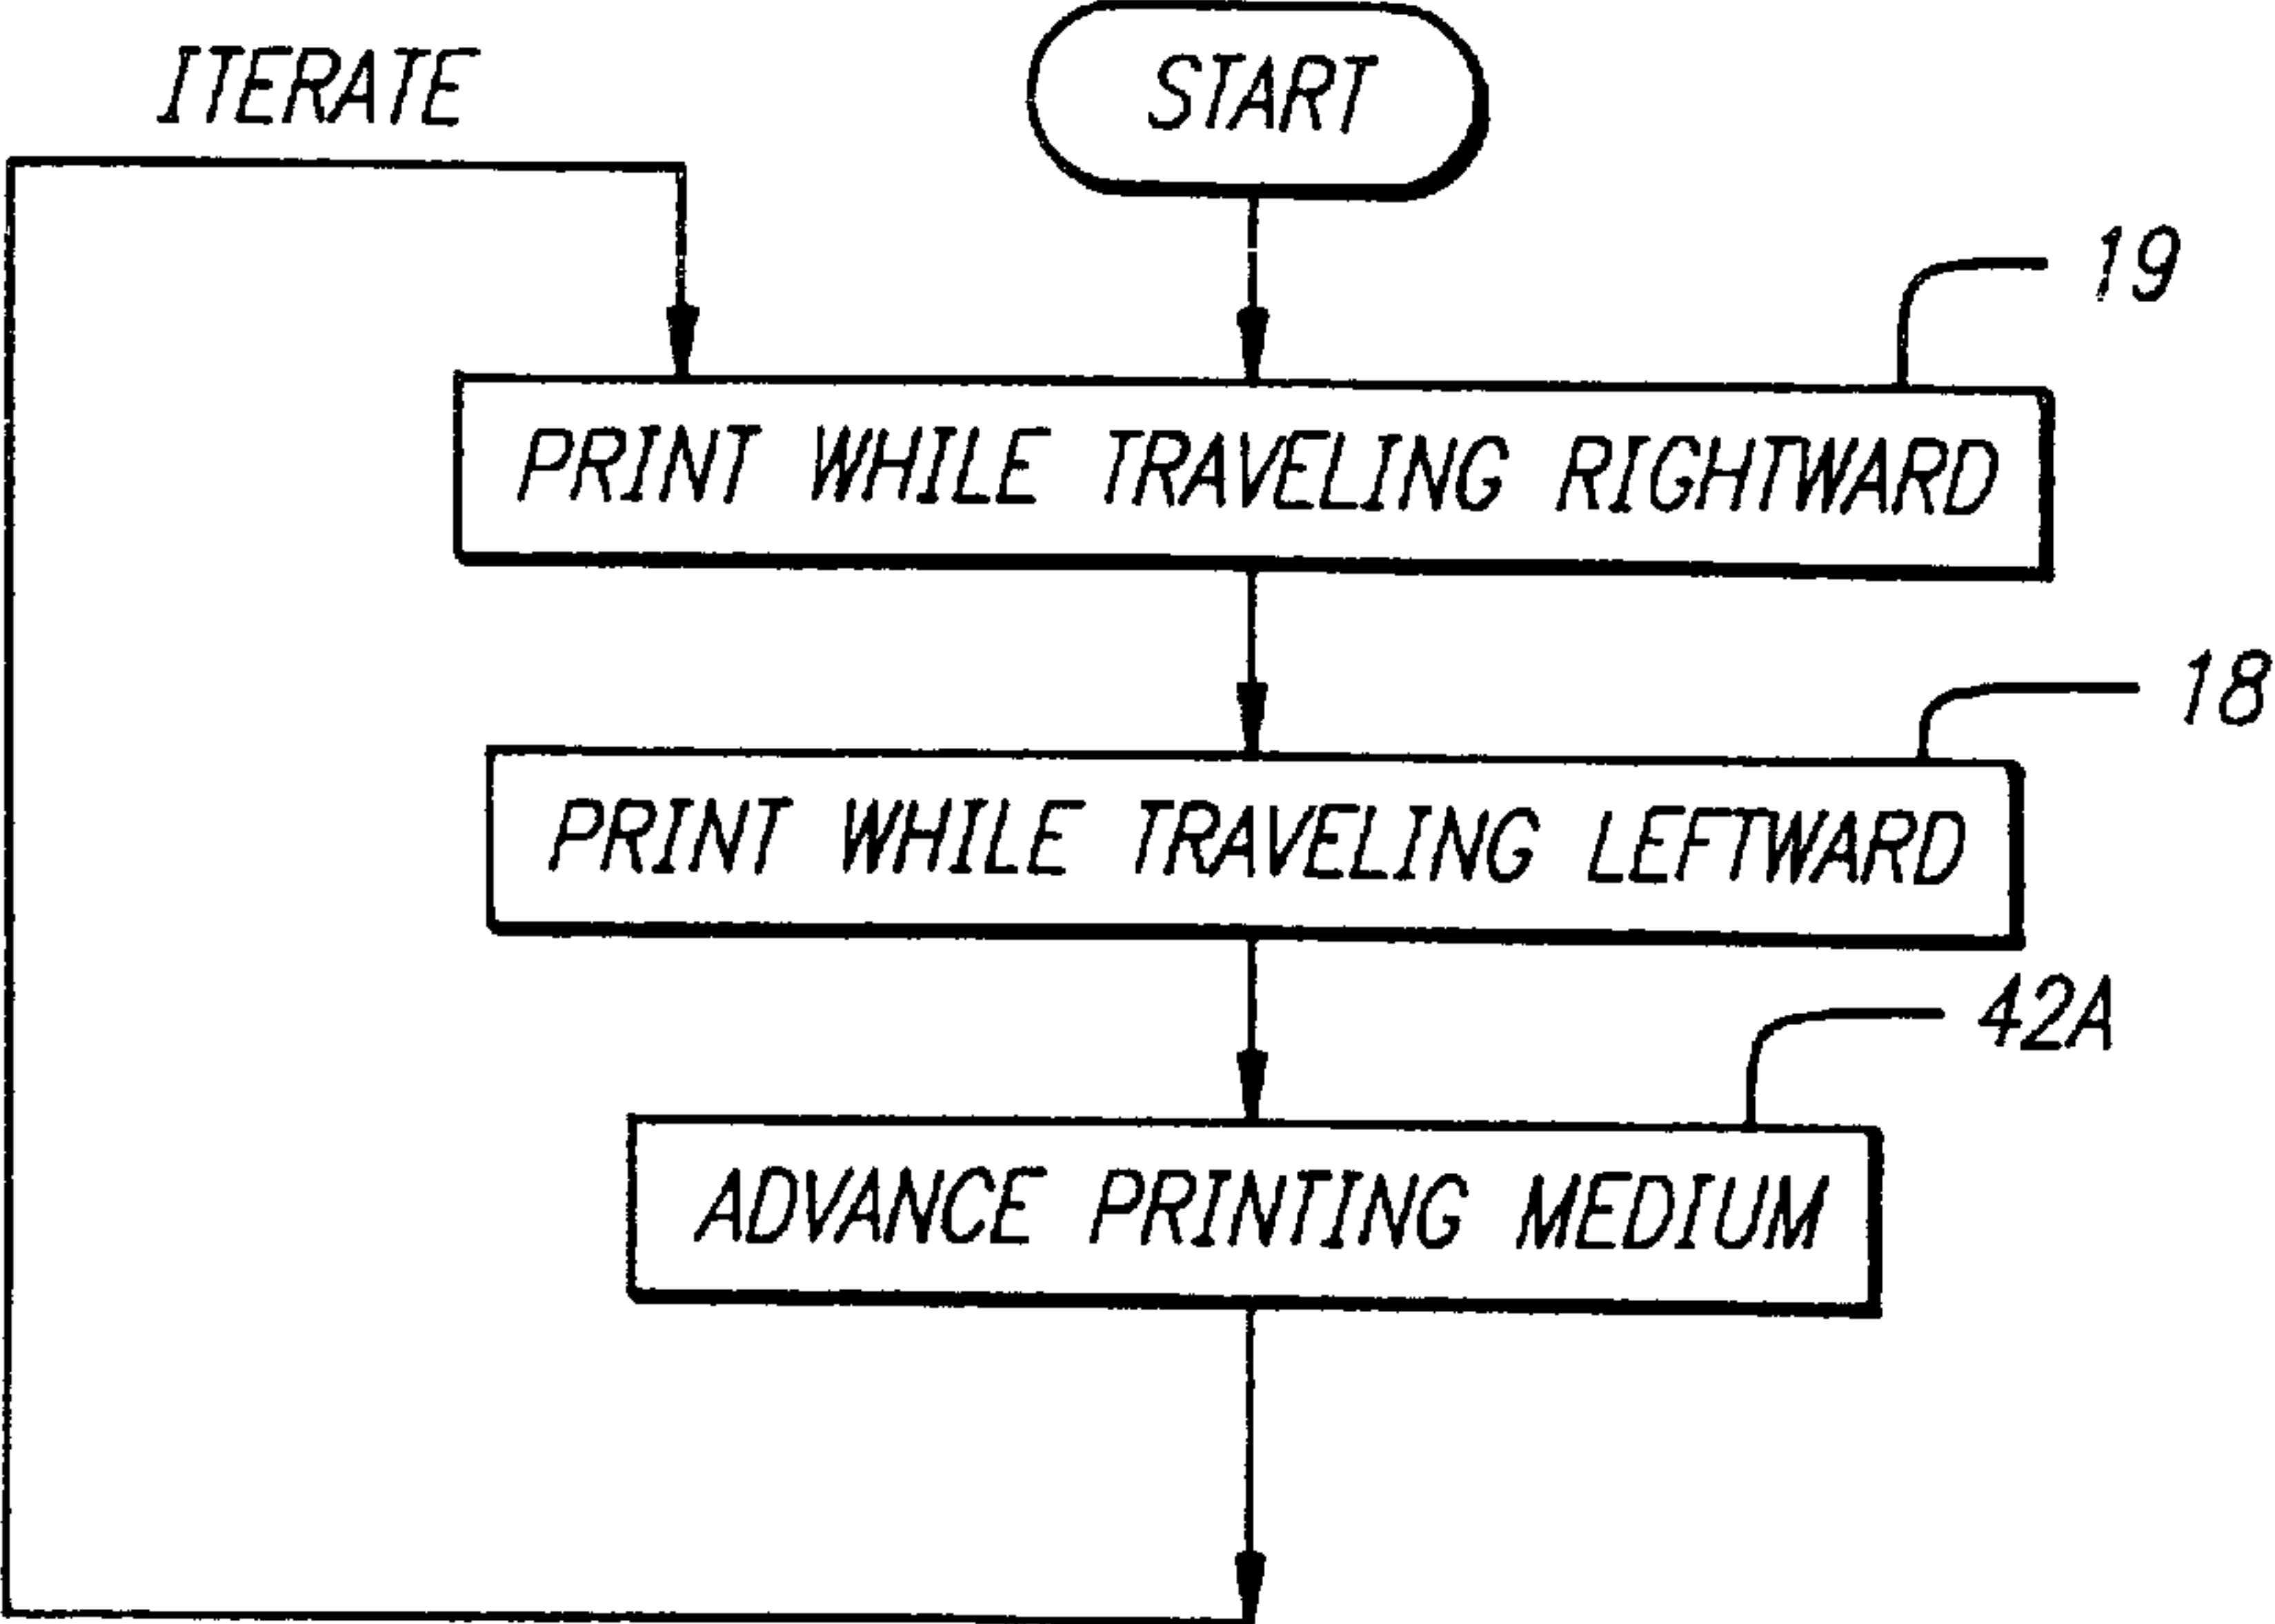 ITERATE
START
19
PRINT WHILE TRAVELING RIGHTWARD
18
PRINT WHILE TRAVELING LEFTWARD
42A
ADVANCE PRINTING MEDIUM